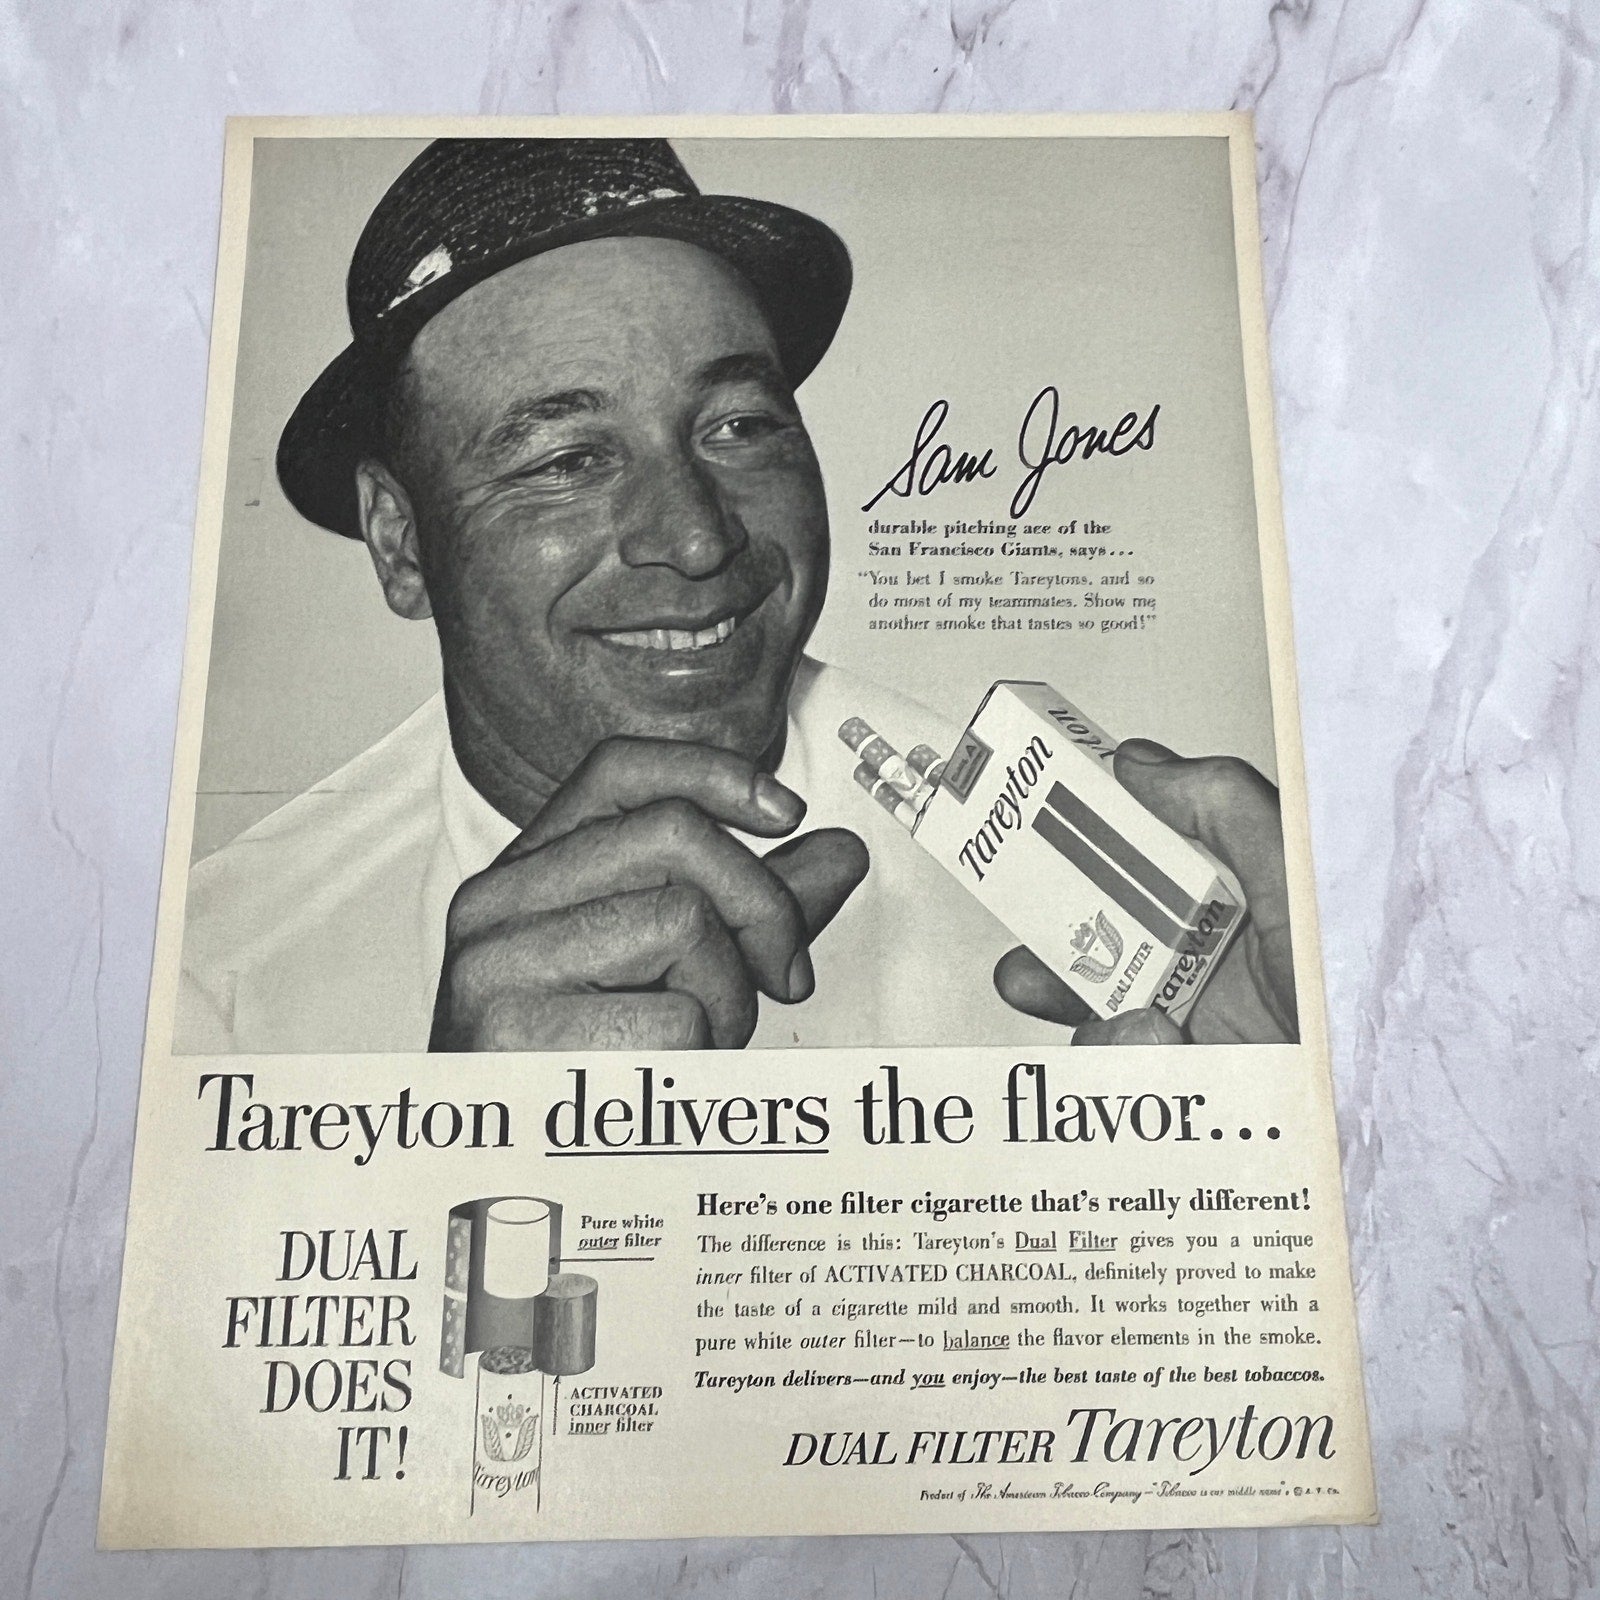 Sam Jones
durable pitching ace of the
San Francisco Giants, says...
"You bet I smoke Tareytons, and so
do most of my teammates. Show me
another smoke that tastes so good!"
Tareyton
DUAL FILTER
Tareyton
Tareyton delivers the flavor...
DUAL
FILTER
DOES
IT!
Pure white
outer filter
ACTIVATED
CHARCOAL
inner filter
Tareyton
Here's one filter cigarette that's really different!
The difference is this: Tareyton's Dual Filter gives you a unique
inner filter of ACTIVATED CHARCOAL, definitely proved to make
the taste of a cigarette mild and smooth. It works together with a
pure white outer filter—to balance the flavor elements in the smoke.
Tareyton delivers—and you enjoy—the best taste of the best tobaccos.
DUAL FILTER Tareyton
Product of The American Tobacco Company—"Tobacco is our middle name". © A. T. Co.